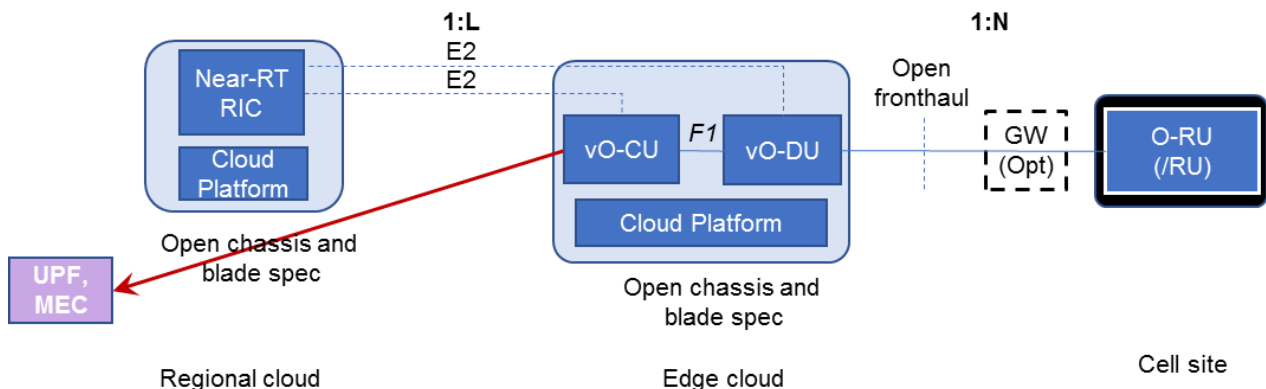 1:L
1:N
E2
E2
Near-RT
RIC
Cloud
Platform
Open chassis and
blade spec
UPF,
MEC
vO-CU
F1
vO-DU
Cloud Platform
Open chassis and
blade spec
Open
fronthaul
GW
(Opt)
O-RU
(/RU)
Regional cloud
Edge cloud
Cell site